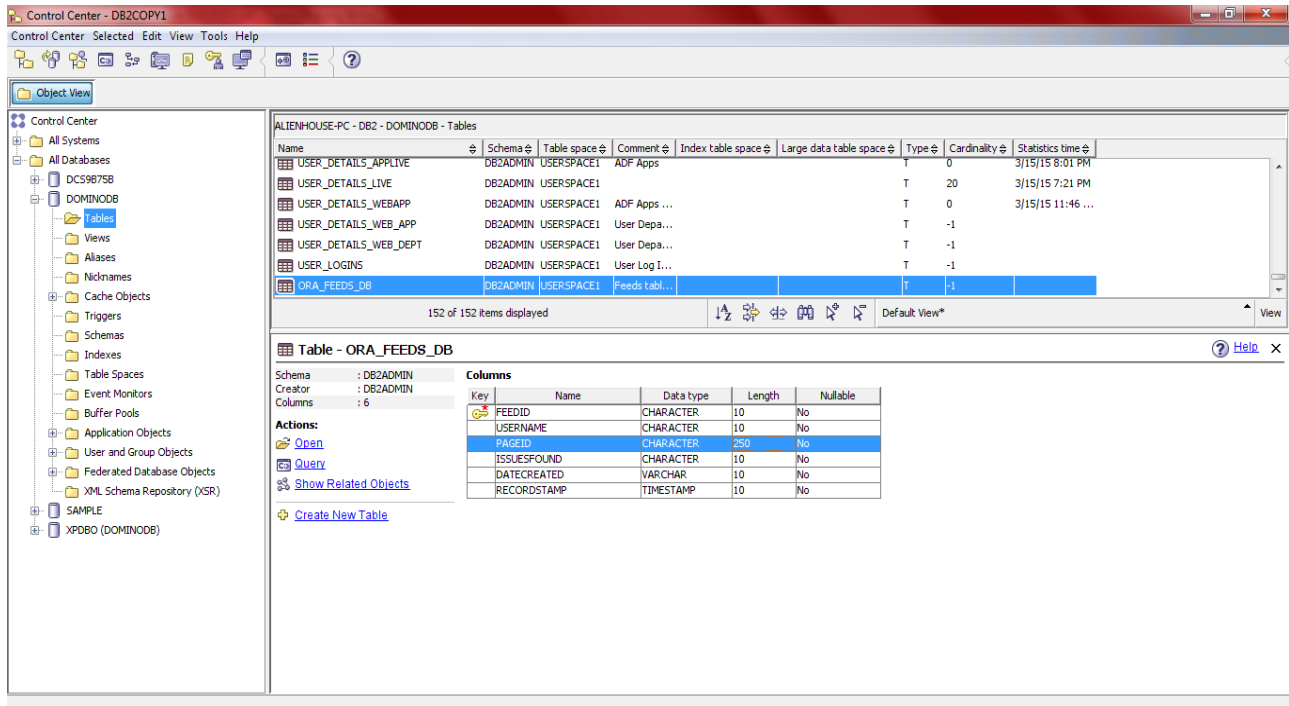 Control Center - DB2COPY1
Control Center Selected Edit View Tools Help
Object View
Control Center
All Systems
All Databases
DCS9B75B
DOMINODB
Tables
Views
Aliases
Nicknames
Cache Objects
Triggers
Schemas
Indexes
Table Spaces
Event Monitors
Buffer Pools
Application Objects
User and Group Objects
Federated Database Objects
XML Schema Repository (XSR)
SAMPLE
XPDBO (DOMINODB)
ALIENHOUSE-PC - DB2 - DOMINODB - Tables
Name Schema Table space Comment Index table space Large data table space Type Cardinality Statistics time
USER_DETAILS_APPLIVE DB2ADMIN USERSPACE1 ADF Apps T 0 3/15/15 8:01 PM
USER_DETAILS_LIVE DB2ADMIN USERSPACE1 T 20 3/15/15 7:21 PM
USER_DETAILS_WEBAPP DB2ADMIN USERSPACE1 ADF Apps ... T 0 3/15/15 11:46 ...
USER_DETAILS_WEB_APP DB2ADMIN USERSPACE1 User Depa... T -1
USER_DETAILS_WEB_DEPT DB2ADMIN USERSPACE1 User Depa... T -1
USER_LOGINS DB2ADMIN USERSPACE1 User Log I... T -1
ORA_FEEDS_DB DB2ADMIN USERSPACE1 Feeds tabl... T -1
152 of 152 items displayed Default View* View
Table - ORA_FEEDS_DB Help X
Schema : DB2ADMIN
Creator : DB2ADMIN
Columns : 6
Actions:
Open
Query
Show Related Objects
Create New Table
Columns
Key Name Data type Length Nullable
FEEDID CHARACTER 10 No
USERNAME CHARACTER 10 No
PAGEID CHARACTER 250 No
ISSUESFOUND CHARACTER 10 No
DATECREATED VARCHAR 10 No
RECORDSTAMP TIMESTAMP 10 No